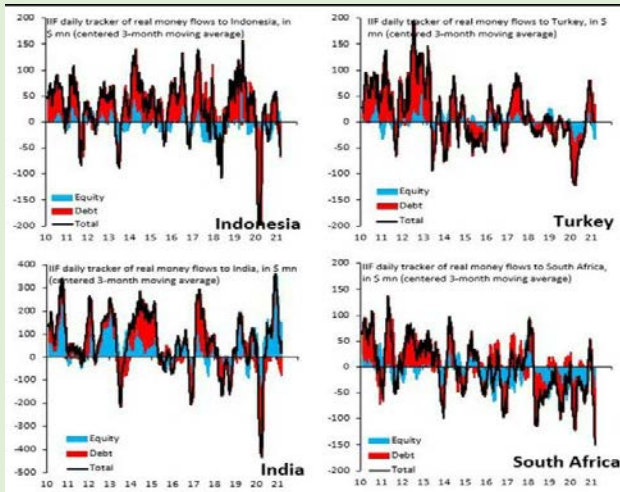 IIF daily tracker of real money flows to Indonesia, in
$ mn (centered 3-month moving average)
200
150
100
50
0
-50
-100
-150
-200
Equity
Debt
Total
Indonesia
10 11 12 13 14 15 16 17 18 19 20 21
IIF daily tracker of real money flows to Turkey, in $
mn (centered 3-month moving average)
200
150
100
50
0
-50
-100
-150
-200
Equity
Debt
Total
Turkey
10 11 12 13 14 15 16 17 18 19 20 21
IIF daily tracker of real money flows to India, in $ mn
(centered 3-month moving average)
400
300
200
100
0
-100
-200
-300
-400
-500
Equity
Debt
Total
India
10 11 12 13 14 15 16 17 18 19 20 21
IIF daily tracker of real money flows to South Africa,
in $ mn (centered 3-month moving average)
200
150
100
50
0
-50
-100
-150
-200
Equity
Debt
Total
South Africa
10 11 12 13 14 15 16 17 18 19 20 21